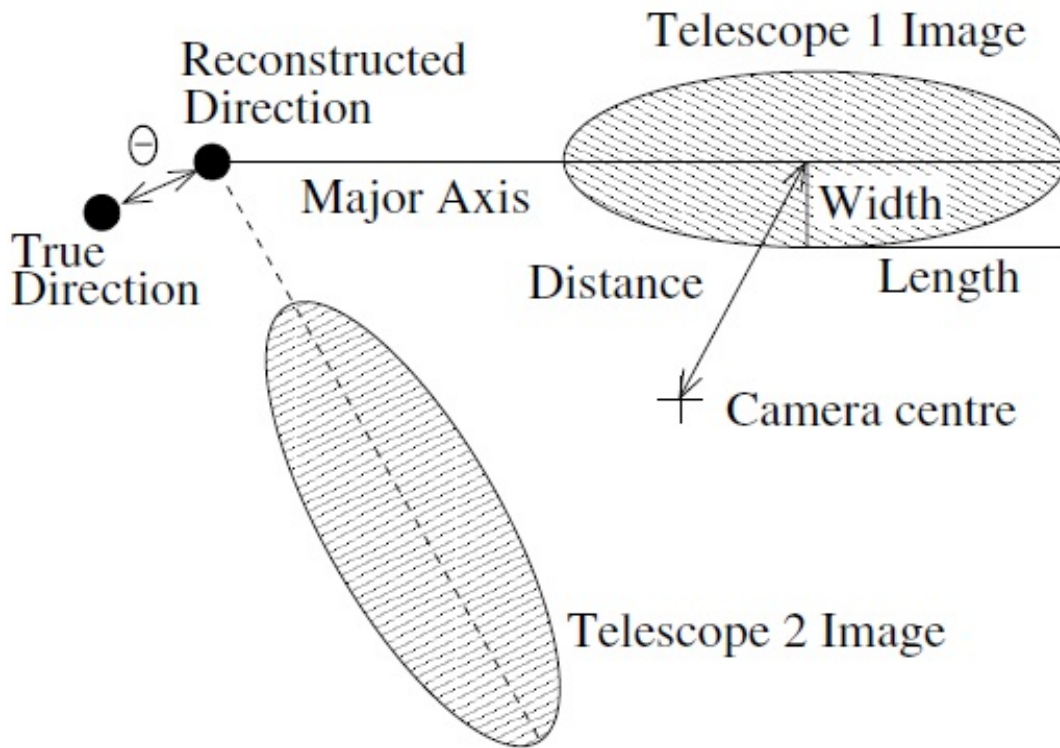 Telescope 1 Image
Reconstructed
Direction
Θ
Major Axis
Width
True
Direction
Distance
Length
Camera centre
Telescope 2 Image